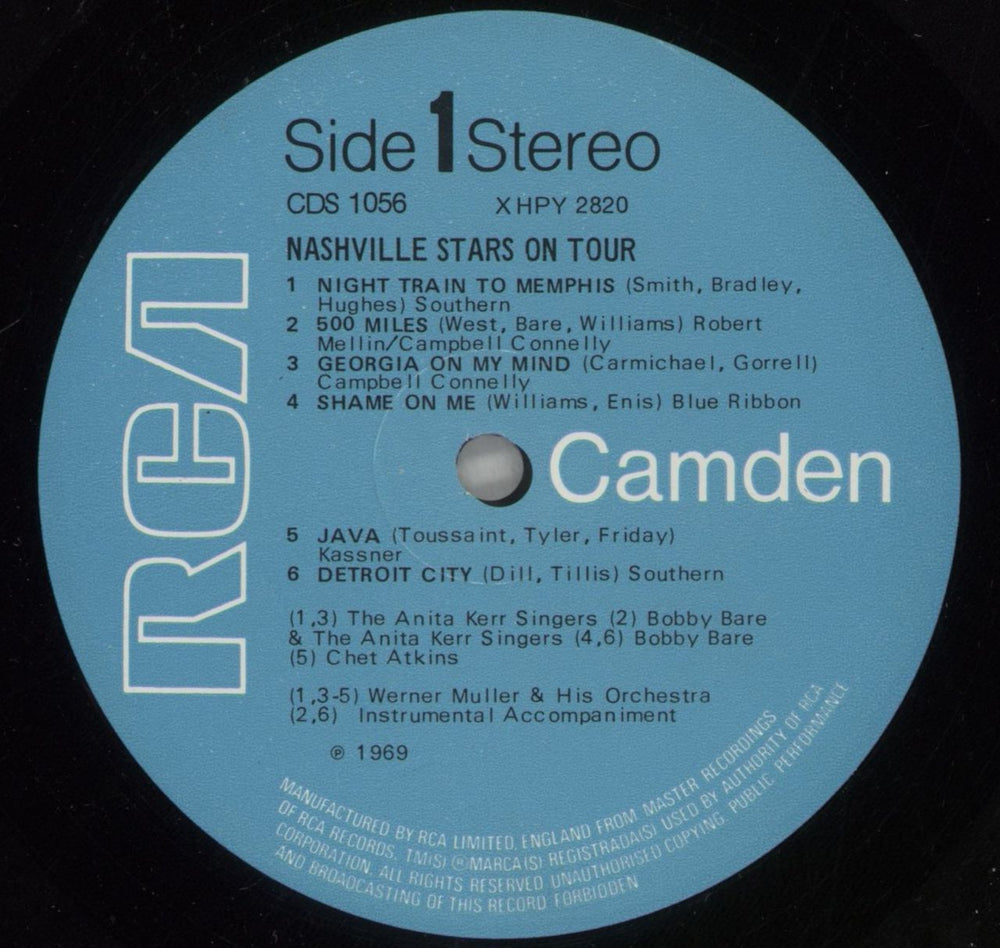 Side 1 Stereo
CDS 1056 XHPY 2820
NASHVILLE STARS ON TOUR
1 NIGHT TRAIN TO MEMPHIS (Smith, Bradley,
Hughes) Southern
2 500 MILES (West, Bare, Williams) Robert
Mellin/Campbell Connelly
3 GEORGIA ON MY MIND (Carmichael, Gorrell)
Campbell Connelly
4 SHAME ON ME (Williams, Enis) Blue Ribbon
RCA
Camden
5 JAVA (Toussaint, Tyler, Friday)
Kassner
6 DETROIT CITY (Dill, Tillis) Southern
(1,3) The Anita Kerr Singers (2) Bobby Bare
& The Anita Kerr Singers (4,6) Bobby Bare
(5) Chet Atkins
(1,3-5) Werner Muller & His Orchestra
(2,6) Instrumental Accompaniment
℗ 1969
MANUFACTURED BY RCA LIMITED, ENGLAND FROM MASTER RECORDINGS
OF RCA RECORDS. TM(S) ® MARCA(S) REGISTRADA(S) USED BY AUTHORITY OF RCA
CORPORATION. ALL RIGHTS RESERVED UNAUTHORISED COPYING, PUBLIC PERFORMANCE
AND BROADCASTING OF THIS RECORD FORBIDDEN